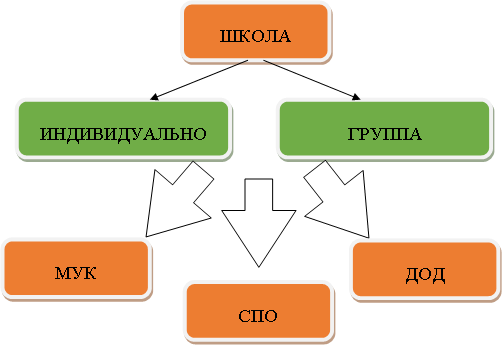 ШКОЛА
ИНДИВИДУАЛЬНО
ГРУППА
МУК
СПО
ДОД